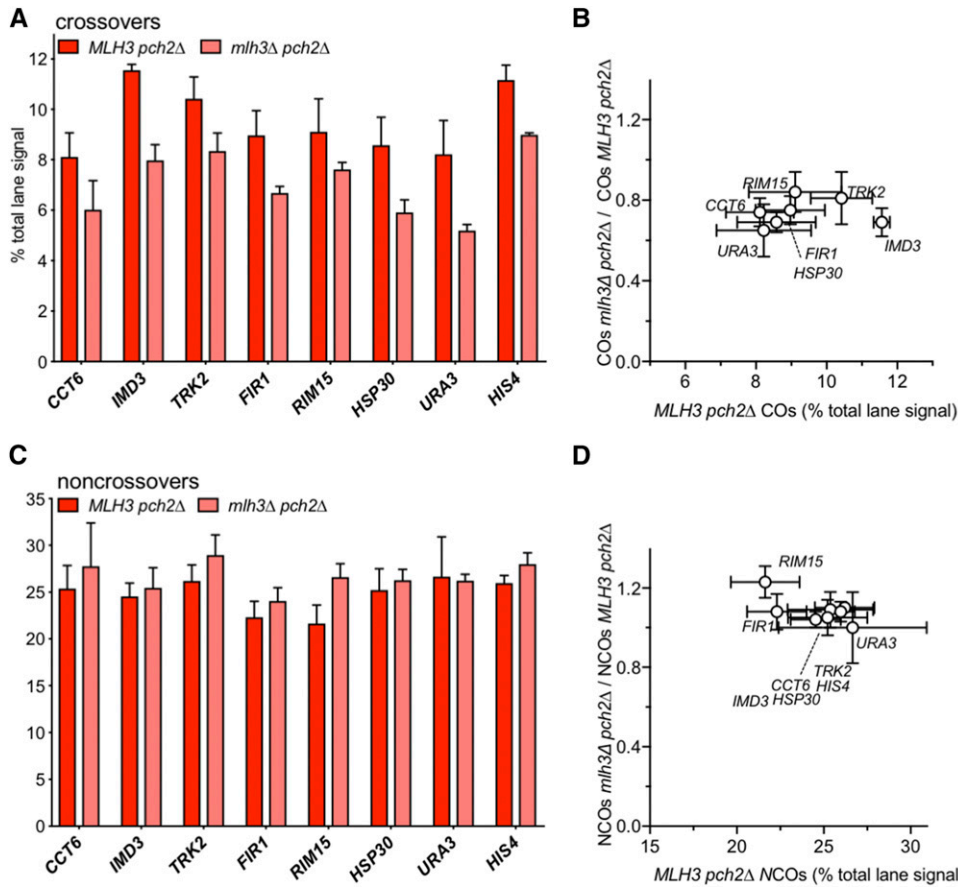 A
crossovers
MLH3 pch2Δ mlh3Δ pch2Δ
% total lane signal
12
10
8
6
4
2
0
CCT6 IMD3 TRK2 FIR1 RIM15 HSP30 URA3 HIS4
B
COs mlh3Δ pch2Δ / COs MLH3 pch2Δ
1.2
0.8
0.4
0.0
RIM15
TRK2
CCT6
IMD3
URA3
FIR1
HSP30
6 8 10 12
MLH3 pch2Δ COs (% total lane signal)
C
noncrossovers
MLH3 pch2Δ mlh3Δ pch2Δ
35
30
25
20
15
10
5
0
CCT6 IMD3 TRK2 FIR1 RIM15 HSP30 URA3 HIS4
D
NCOs mlh3Δ pch2Δ / NCOs MLH3 pch2Δ
1.2
0.8
0.4
0.0
RIM15
FIR1
URA3
TRK2
CCT6 HIS4
IMD3 HSP30
15 20 25 30
MLH3 pch2Δ NCOs (% total lane signal